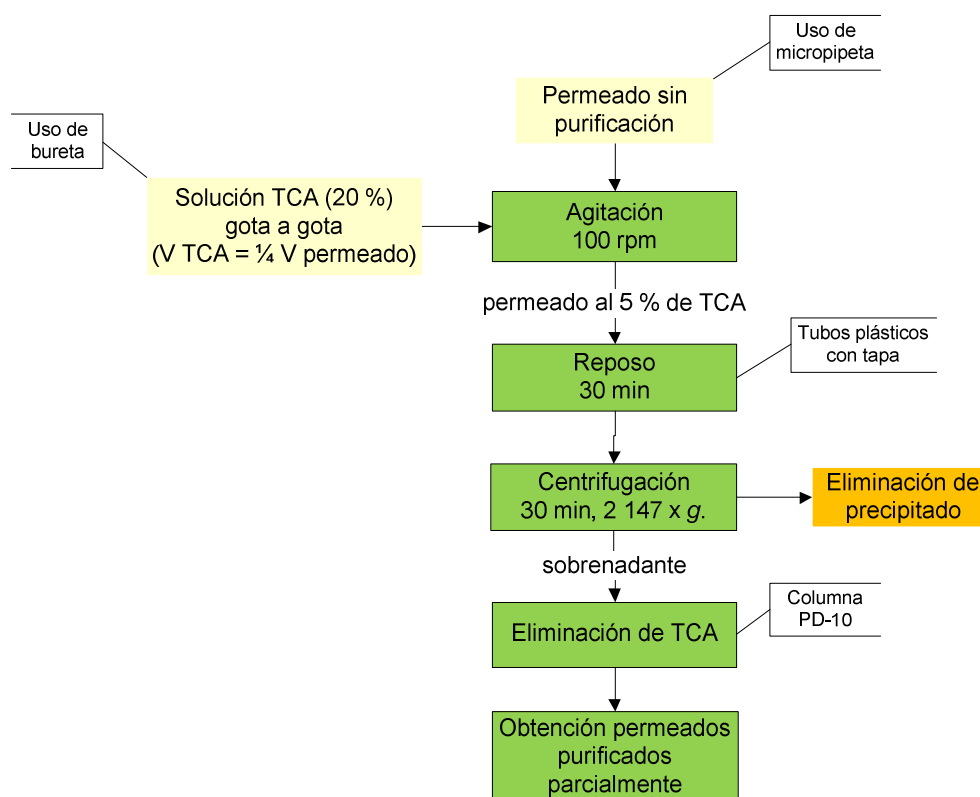 Uso de
micropipeta
Permeado sin
purificación
Uso de
bureta
Solución TCA (20 %)
gota a gota
(V TCA = ¼ V permeado)
Agitación
100 rpm
permeado al 5 % de TCA
Tubos plásticos
con tapa
Reposo
30 min
Centrifugación
30 min, 2 147 x g.
Eliminación de
precipitado
sobrenadante
Columna
PD-10
Eliminación de TCA
Obtención permeados
purificados
parcialmente